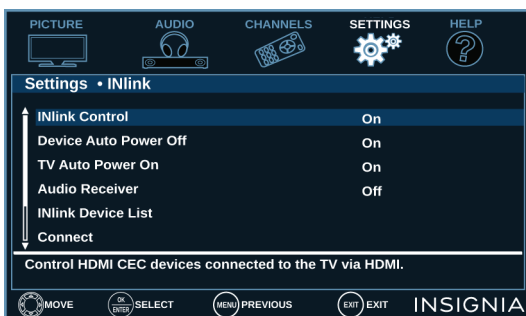 PICTURE AUDIO CHANNELS SETTINGS HELP
Settings • INlink
INlink Control On
Device Auto Power Off On
TV Auto Power On On
Audio Receiver Off
INlink Device List
Connect
Control HDMI CEC devices connected to the TV via HDMI.
MOVE OK ENTER SELECT MENU PREVIOUS EXIT EXIT INSIGNIA